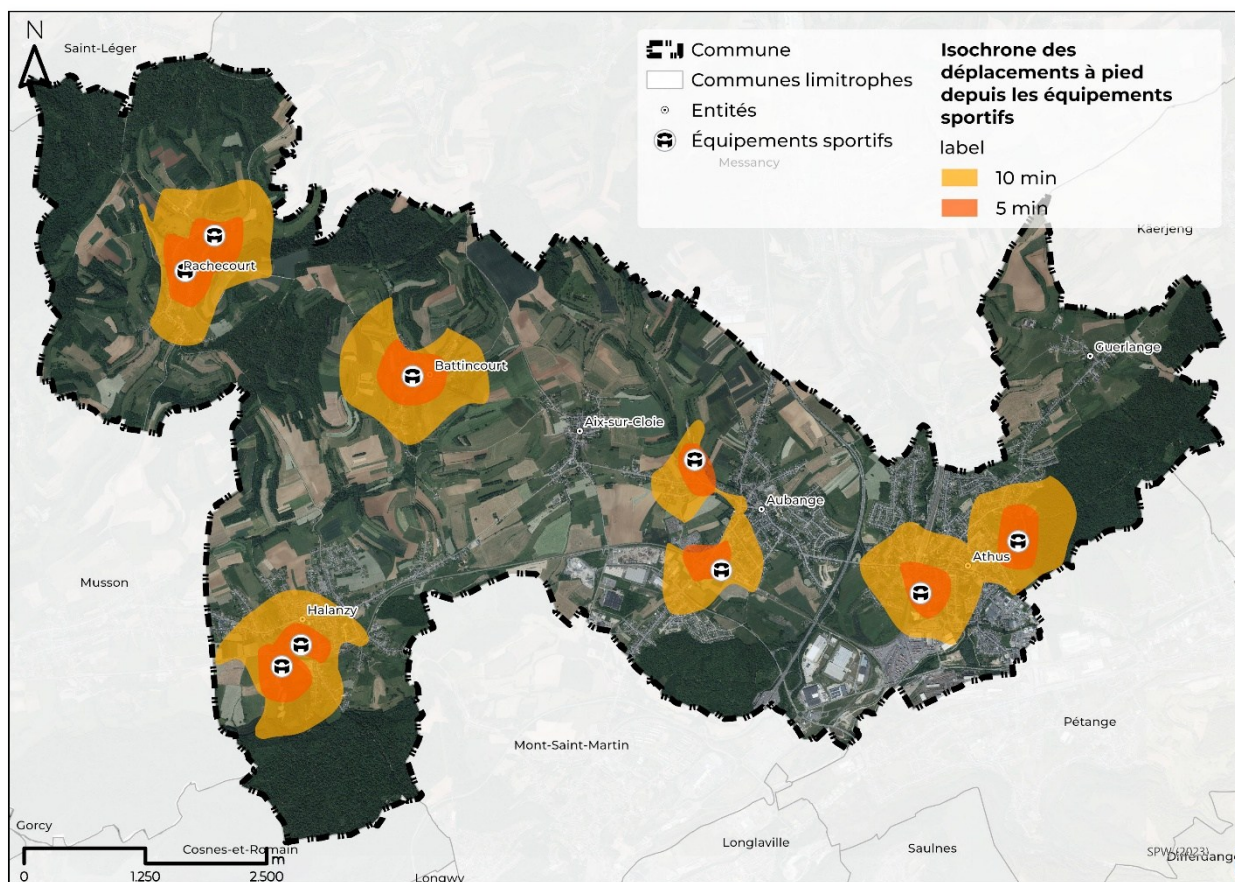 N
Saint-Léger
Commune
Communes limitrophes
Entités
Équipements sportifs
Messancy
Isochrone des
déplacements à pied
depuis les équipements
sportifs
label
10 min
5 min
Kaerjeng
Rachecourt
Guerlange
Battincourt
Aix-sur-Cloie
Aubange
Athus
Musson
Halanzy
Pétange
Mont-Saint-Martin
Gorcy
Cosnes-et-Romain
Longlaville
Saulnes
SPW (2023)
Differdange
Longwy
m
0
1.250
2.500